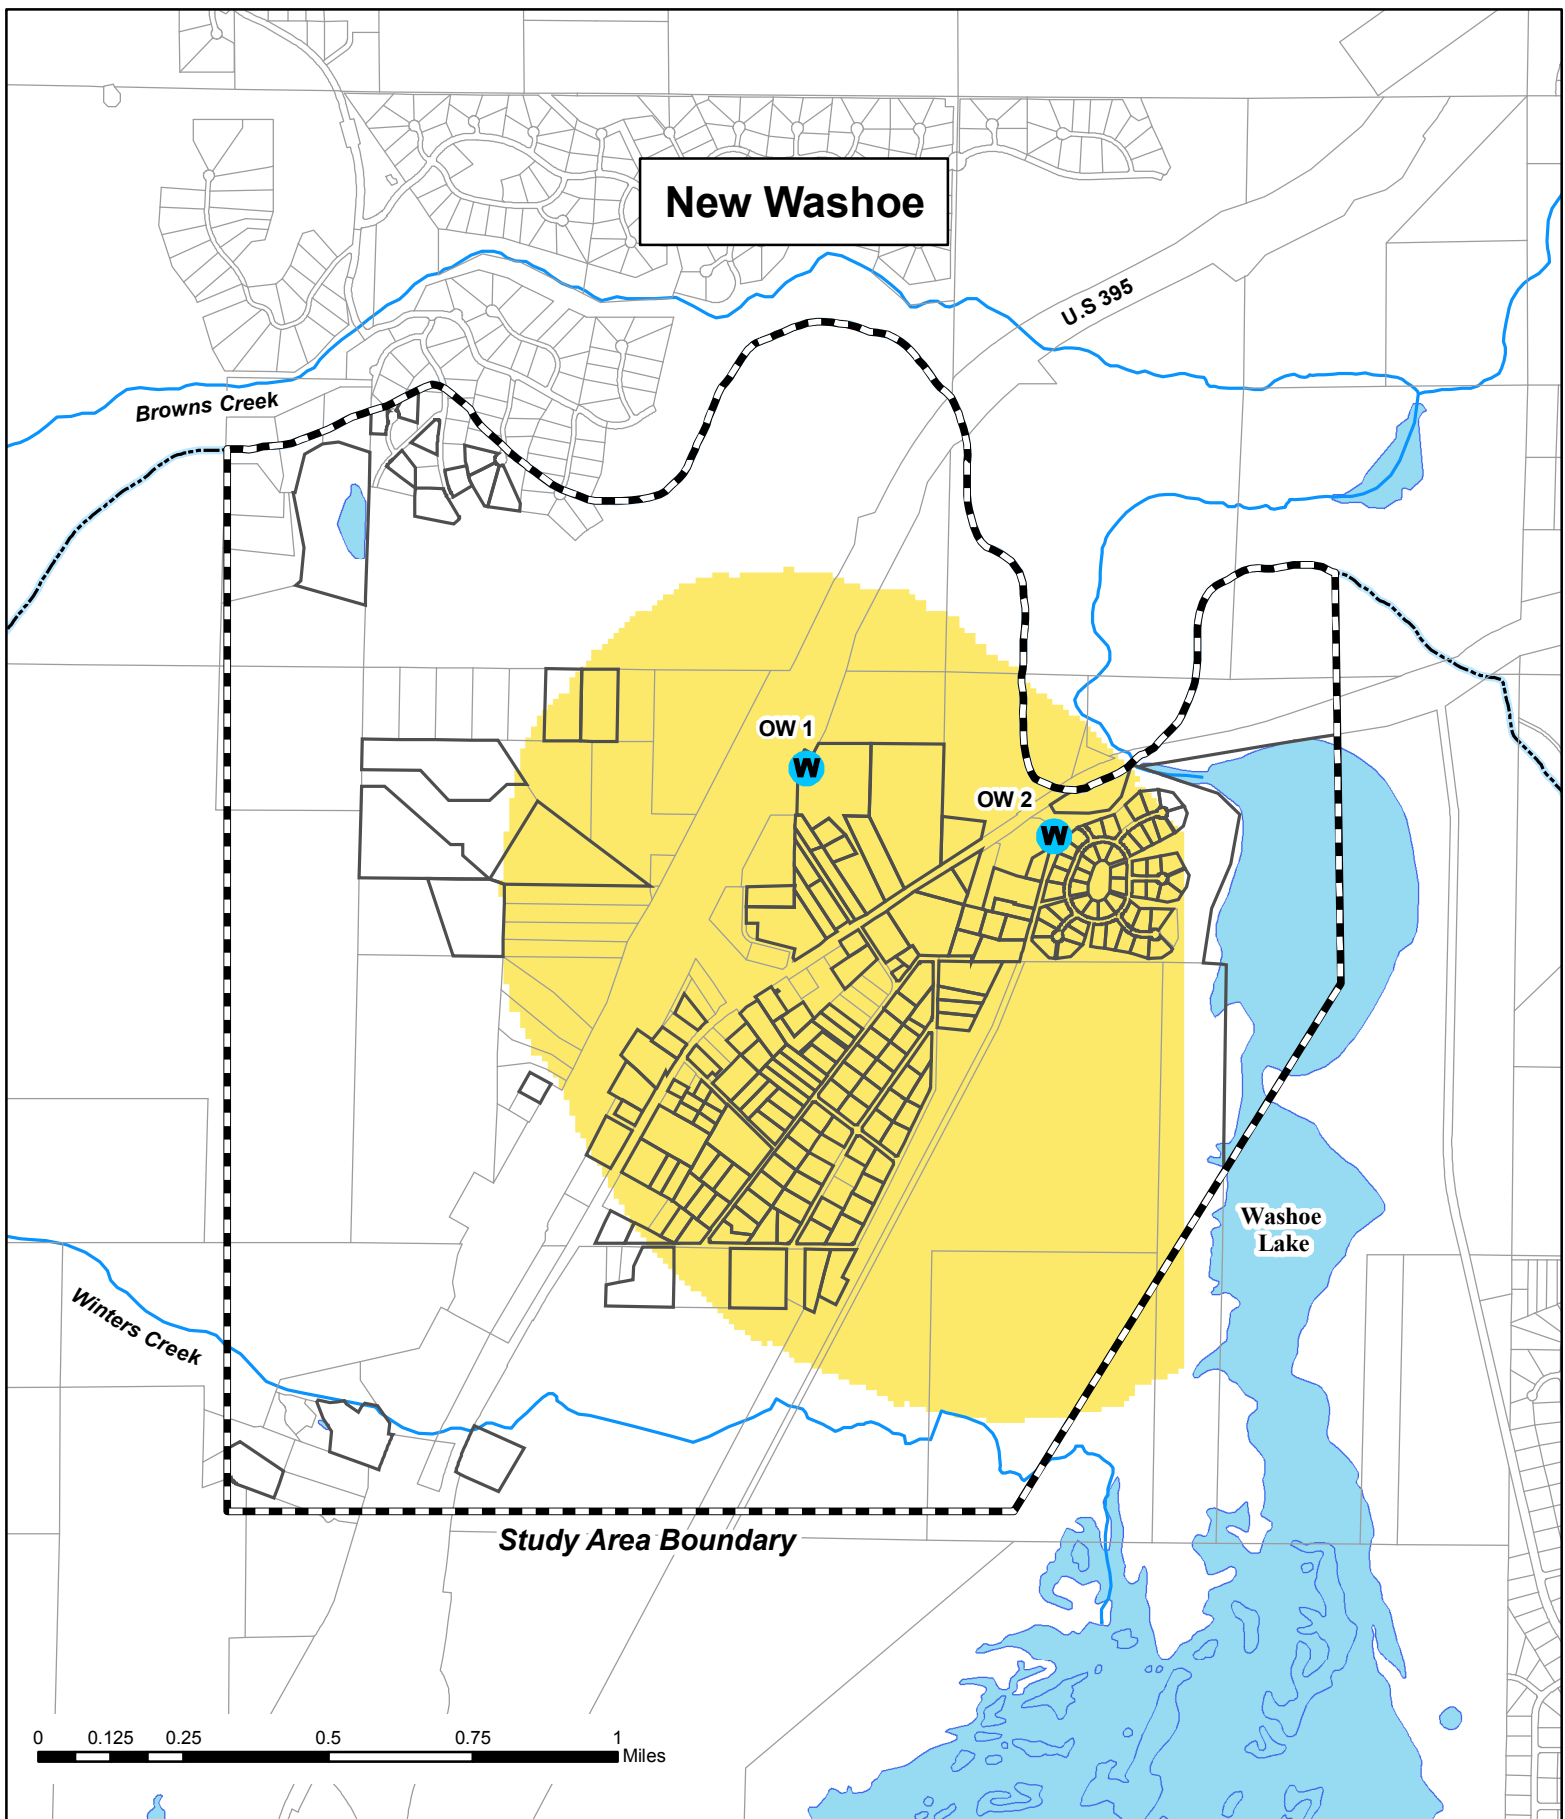 New Washoe
U.S 395
Browns Creek
OW 1
W
OW 2
W
Washoe
Lake
Winters Creek
Study Area Boundary
0 0.125 0.25 0.5 0.75 1
Miles